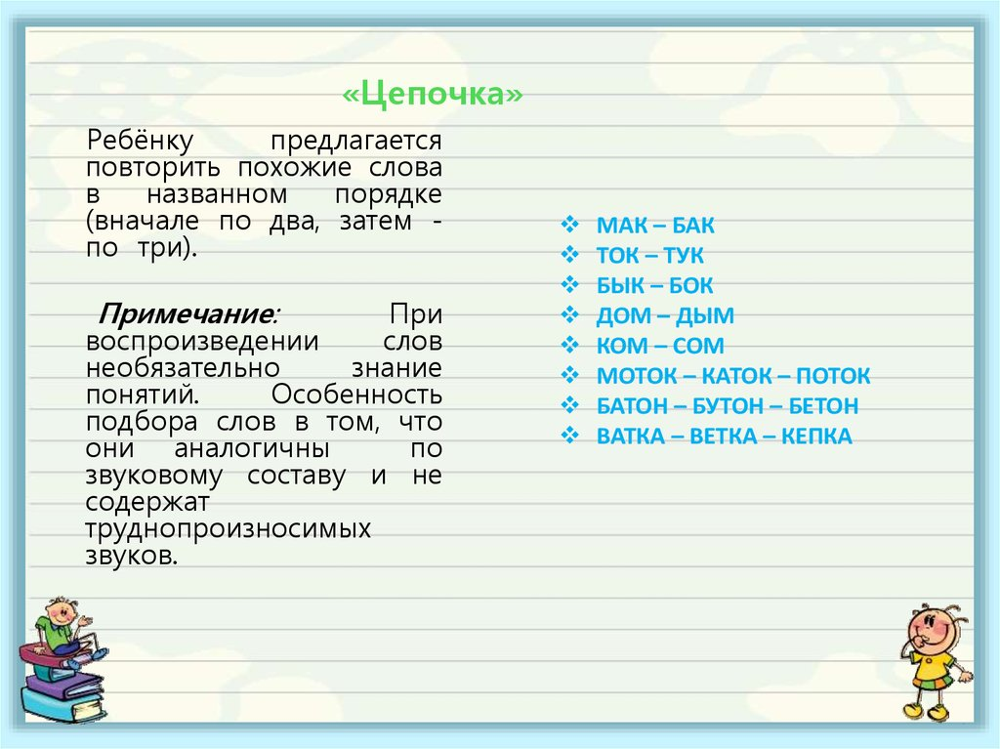 «Цепочка»
Ребёнку предлагается
повторить похожие слова
в названном порядке
(вначале по два, затем -
по три).
Примечание: При
воспроизведении слов
необязательно знание
понятий. Особенность
подбора слов в том, что
они аналогичны по
звуковому составу и не
содержат
труднопроизносимых
звуков.
❖ МАК – БАК
❖ ТОК – ТУК
❖ БЫК – БОК
❖ ДОМ – ДЫМ
❖ КОМ – СОМ
❖ МОТОК – КАТОК – ПОТОК
❖ БАТОН – БУТОН – БЕТОН
❖ ВАТКА – ВЕТКА – КЕПКА